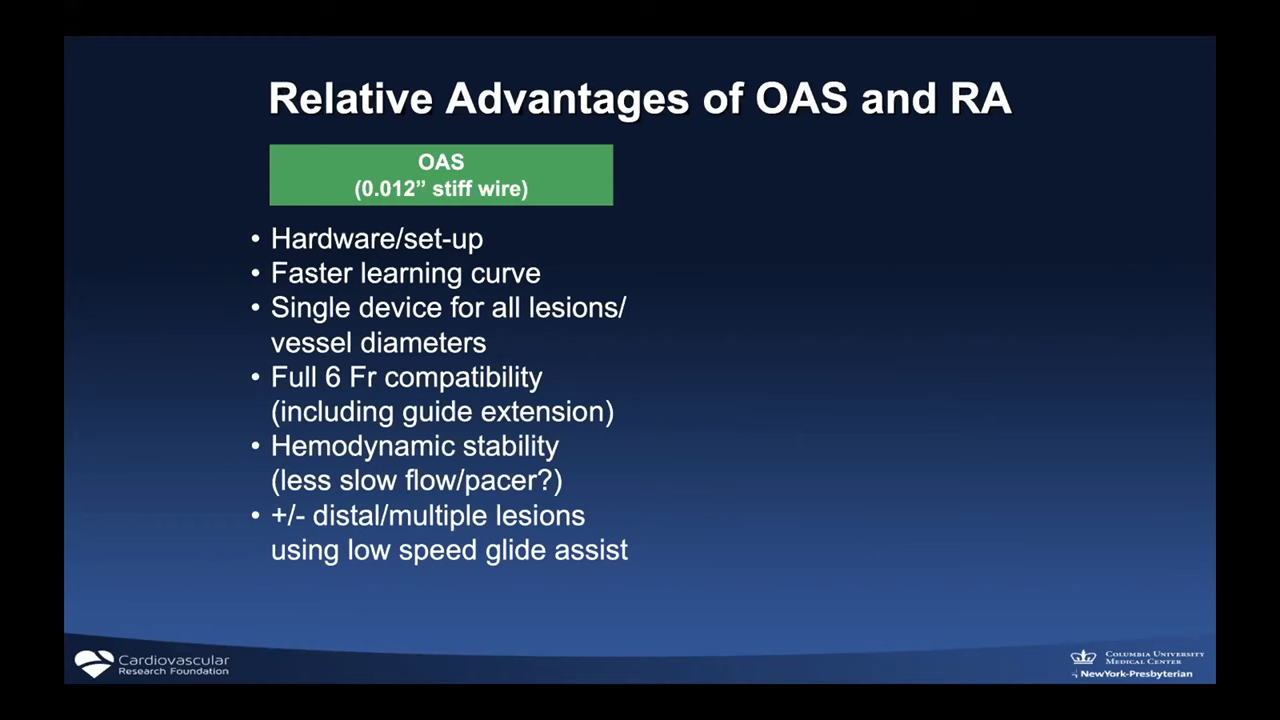 Relative Advantages of OAS and RA
OAS
(0.012” stiff wire)
• Hardware/set-up
• Faster learning curve
• Single device for all lesions/
vessel diameters
• Full 6 Fr compatibility
(including guide extension)
• Hemodynamic stability
(less slow flow/pacer?)
• +/- distal/multiple lesions
using low speed glide assist
Cardiovascular
Research Foundation
Columbia University
Medical Center
NewYork-Presbyterian